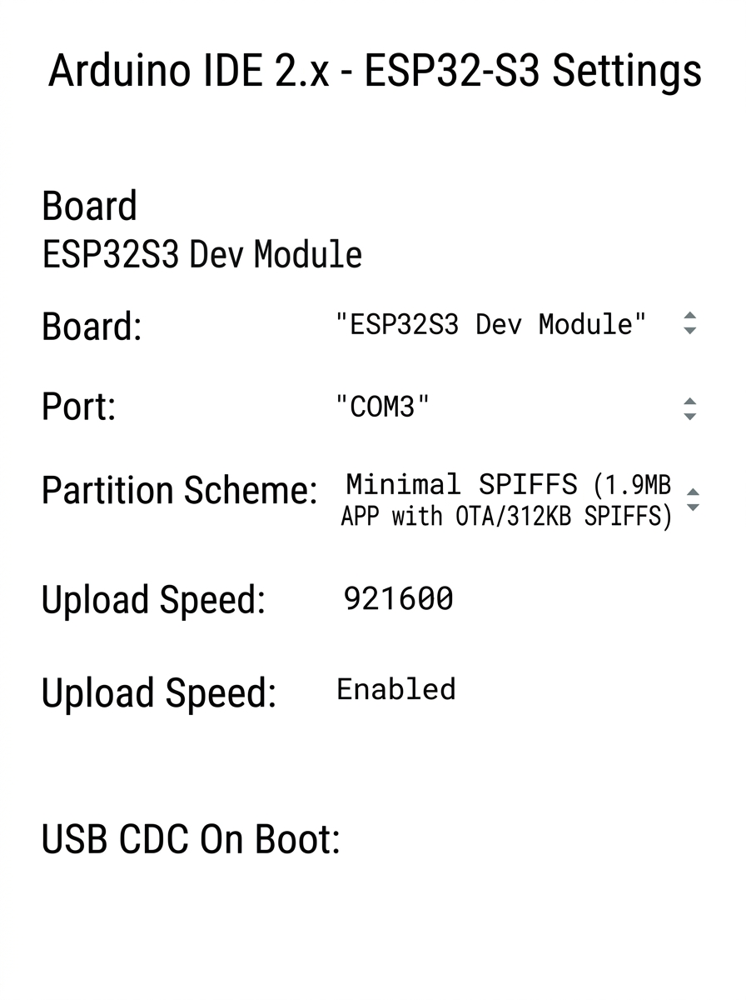 Arduino IDE 2.x - ESP32-S3 Settings
Board
ESP32S3 Dev Module
Board: "ESP32S3 Dev Module"
Port: "COM3"
Partition Scheme: Minimal SPIFFS (1.9MB
APP with OTA/312KB SPIFFS)
Upload Speed: 921600
Upload Speed: Enabled
USB CDC On Boot: